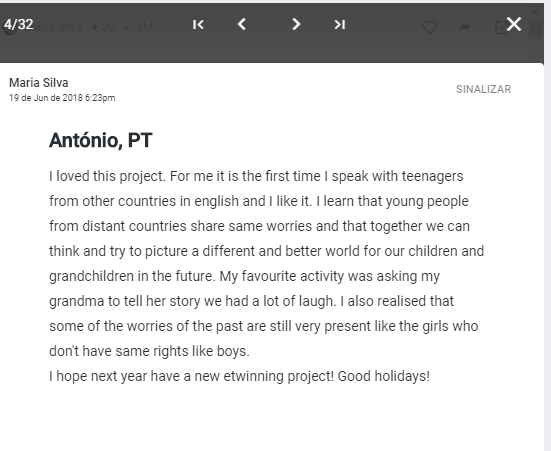 4/32
Maria Silva +20 • 3M
Maria Silva
19 de Jun de 2018 6:23pm
SINALIZAR
António, PT
I loved this project. For me it is the first time I speak with teenagers
from other countries in english and I like it. I learn that young people
from distant countries share same worries and that together we can
think and try to picture a different and better world for our children and
grandchildren in the future. My favourite activity was asking my
grandma to tell her story we had a lot of laugh. I also realised that
some of the worries of the past are still very present like the girls who
don't have same rights like boys.
I hope next year have a new etwinning project! Good holidays!